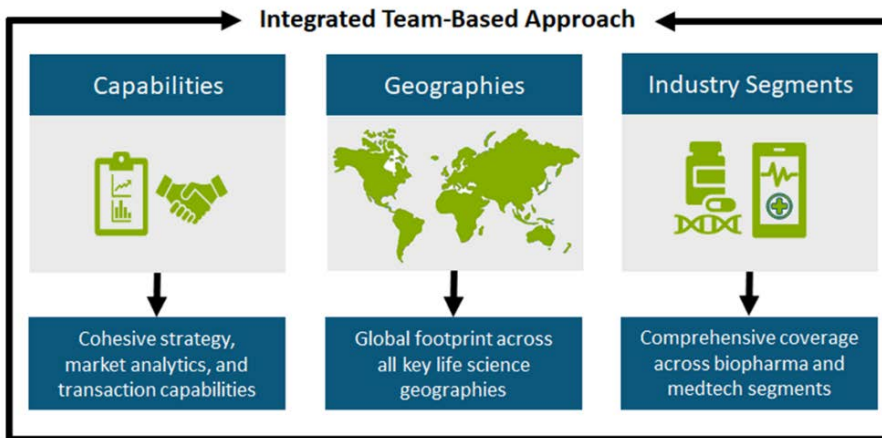 Integrated Team-Based Approach
Capabilities
Geographies
Industry Segments
Cohesive strategy,
market analytics, and
transaction capabilities
Global footprint across
all key life science
geographies
Comprehensive coverage
across biopharma and
medtech segments